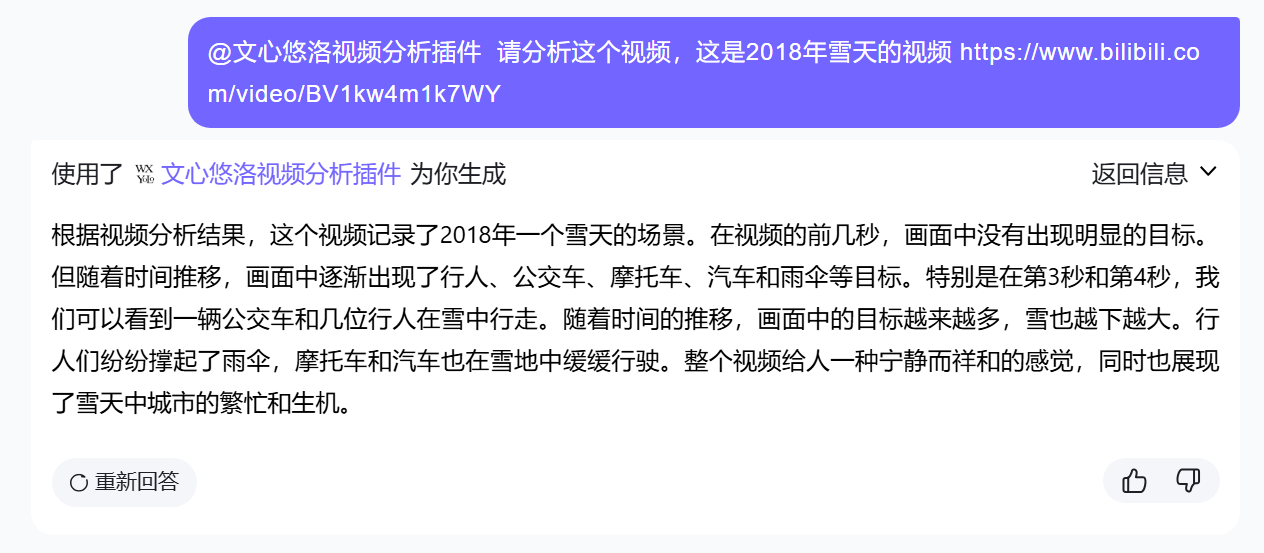 @文心悠洛视频分析插件  请分析这个视频，这是2018年雪天的视频 https://www.bilibili.co
m/video/BV1kw4m1k7WY
使用了 WX Yolo 文心悠洛视频分析插件 为你生成 返回信息
根据视频分析结果，这个视频记录了2018年一个雪天的场景。在视频的前几秒，画面中没有出现明显的目标。
但随着时间推移，画面中逐渐出现了行人、公交车、摩托车、汽车和雨伞等目标。特别是在第3秒和第4秒，我
们可以看到一辆公交车和几位行人在雪中行走。随着时间的推移，画面中的目标越来越多，雪也越下越大。行
人们纷纷撑起了雨伞，摩托车和汽车也在雪地中缓缓行驶。整个视频给人一种宁静而祥和的感觉，同时也展现
了雪天中城市的繁忙和生机。
重新回答